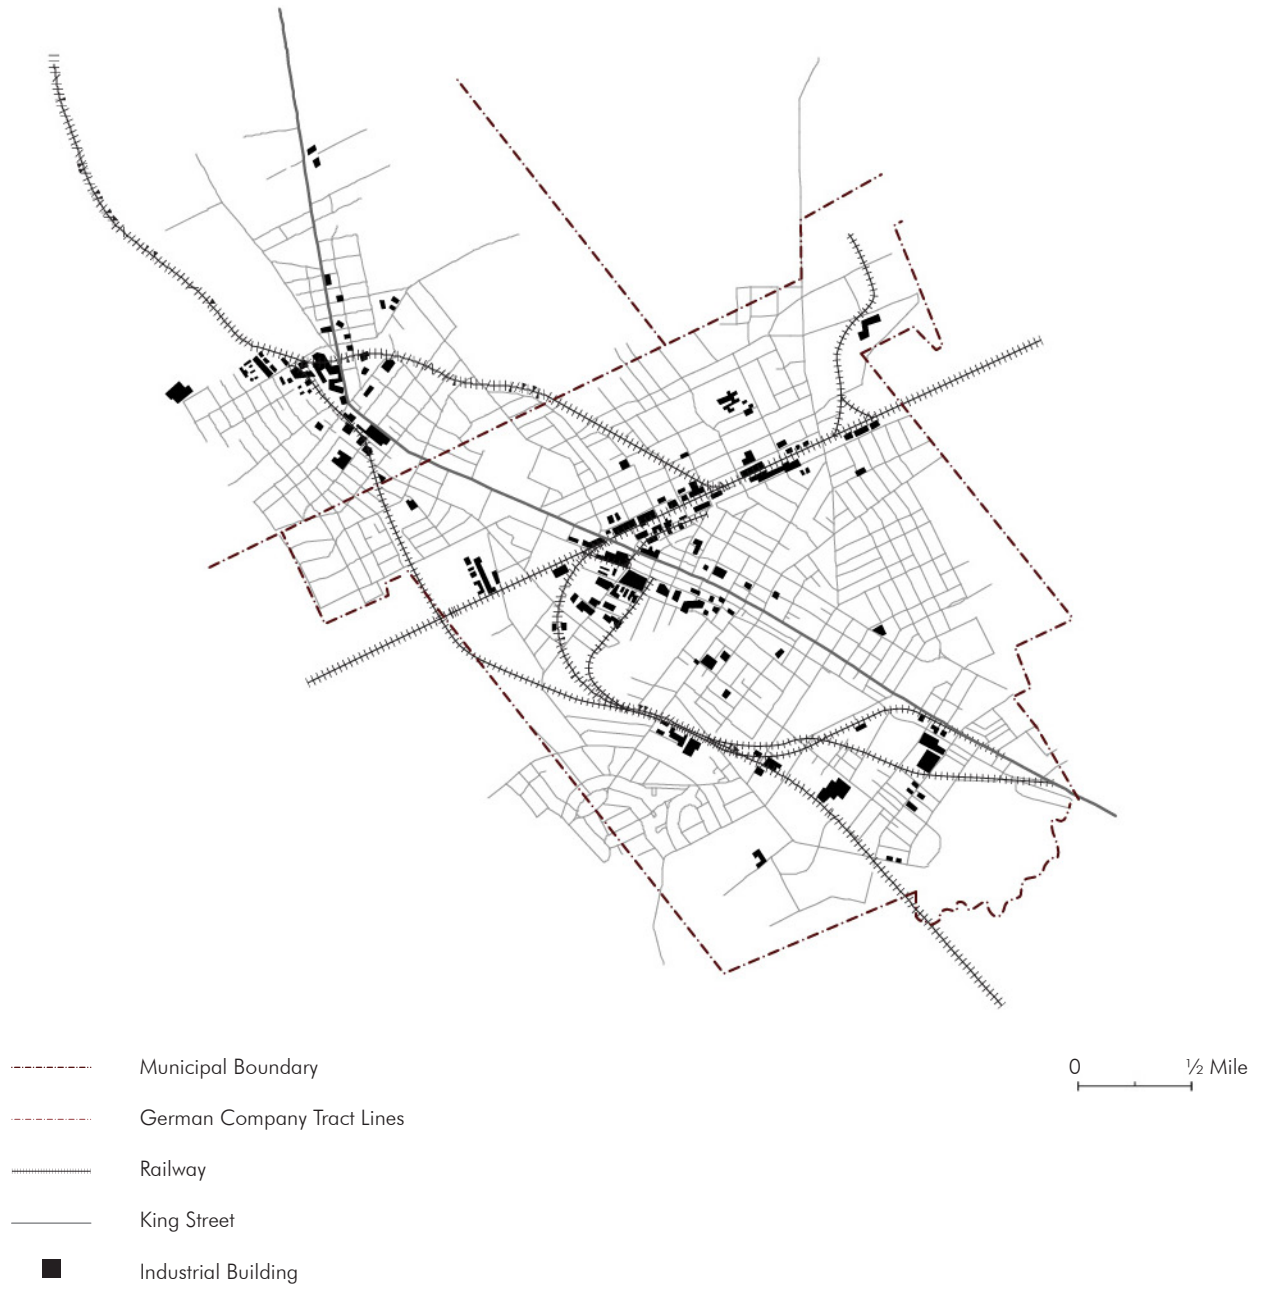 Municipal Boundary
0 ½ Mile
German Company Tract Lines
Railway
King Street
Industrial Building